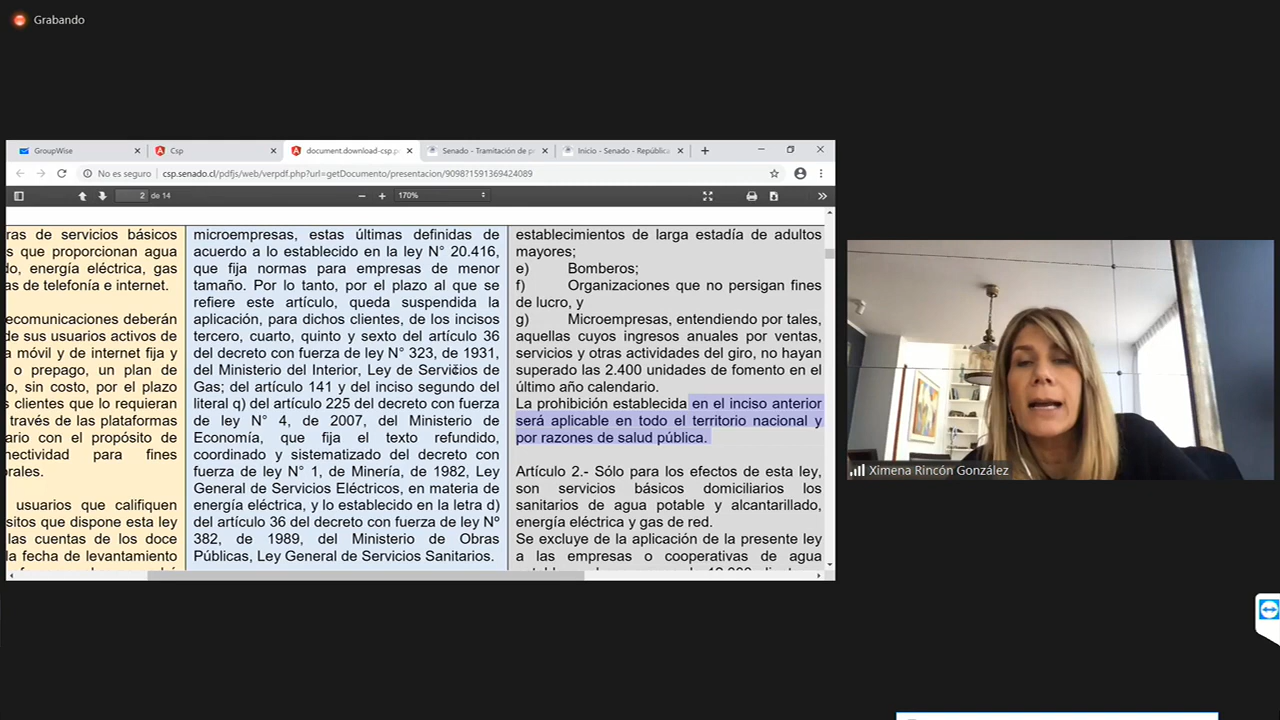 Grabando
GroupWise
Csp
document.download-csp.p
Senado - Tramitación de p
Inicio - Senado - Repúblic
No es seguro
csp.senado.cl/pdfjs/web/verpdf.php?url=getDocumento/presentacion/9098?1591369424089
2 de 14
170%
ras de servicios básicos
s que proporcionan agua
do, energía eléctrica, gas
as de telefonía e internet.
ecomunicaciones deberán
de sus usuarios activos de
a móvil y de internet fija y
o prepago, un plan de
o, sin costo, por el plazo
s clientes que lo requieran
través de las plataformas
ario con el propósito de
nectividad para fines
orales.
usuarios que califiquen
sitos que dispone esta ley
las cuentas de los doce
la fecha de levantamiento
microempresas, estas últimas definidas de
acuerdo a lo establecido en la ley N° 20.416,
que fija normas para empresas de menor
tamaño. Por lo tanto, por el plazo al que se
refiere este artículo, queda suspendida la
aplicación, para dichos clientes, de los incisos
tercero, cuarto, quinto y sexto del artículo 36
del decreto con fuerza de ley N° 323, de 1931,
del Ministerio del Interior, Ley de Servicios de
Gas; del artículo 141 y del inciso segundo del
literal q) del artículo 225 del decreto con fuerza
de ley N° 4, de 2007, del Ministerio de
Economía, que fija el texto refundido,
coordinado y sistematizado del decreto con
fuerza de ley N° 1, de Minería, de 1982, Ley
General de Servicios Eléctricos, en materia de
energía eléctrica, y lo establecido en la letra d)
del artículo 36 del decreto con fuerza de ley Nº
382, de 1989, del Ministerio de Obras
Públicas, Ley General de Servicios Sanitarios.
establecimientos de larga estadía de adultos
mayores;
e) Bomberos;
f) Organizaciones que no persigan fines
de lucro, y
g) Microempresas, entendiendo por tales,
aquellas cuyos ingresos anuales por ventas,
servicios y otras actividades del giro, no hayan
superado las 2.400 unidades de fomento en el
último año calendario.
La prohibición establecida en el inciso anterior
será aplicable en todo el territorio nacional y
por razones de salud pública.
Artículo 2.- Sólo para los efectos de esta ley,
son servicios básicos domiciliarios los
sanitarios de agua potable y alcantarillado,
energía eléctrica y gas de red.
Se excluye de la aplicación de la presente ley
a las empresas o cooperativas de agua
Ximena Rincón González